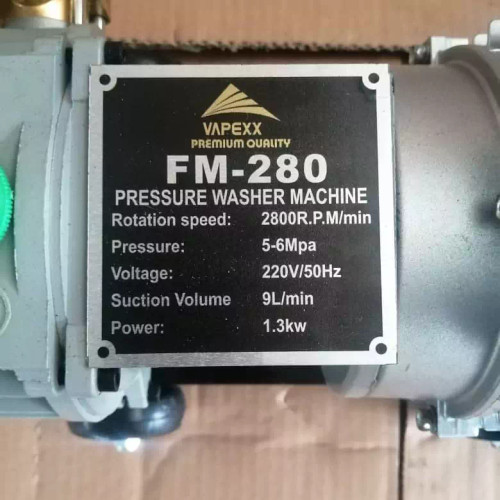 VAPEXX
PREMIUM QUALITY
FM-280
PRESSURE WASHER MACHINE
Rotation speed: 2800R.P.M/min
Pressure: 5-6Mpa
Voltage: 220V/50Hz
Suction Volume 9L/min
Power: 1.3kw